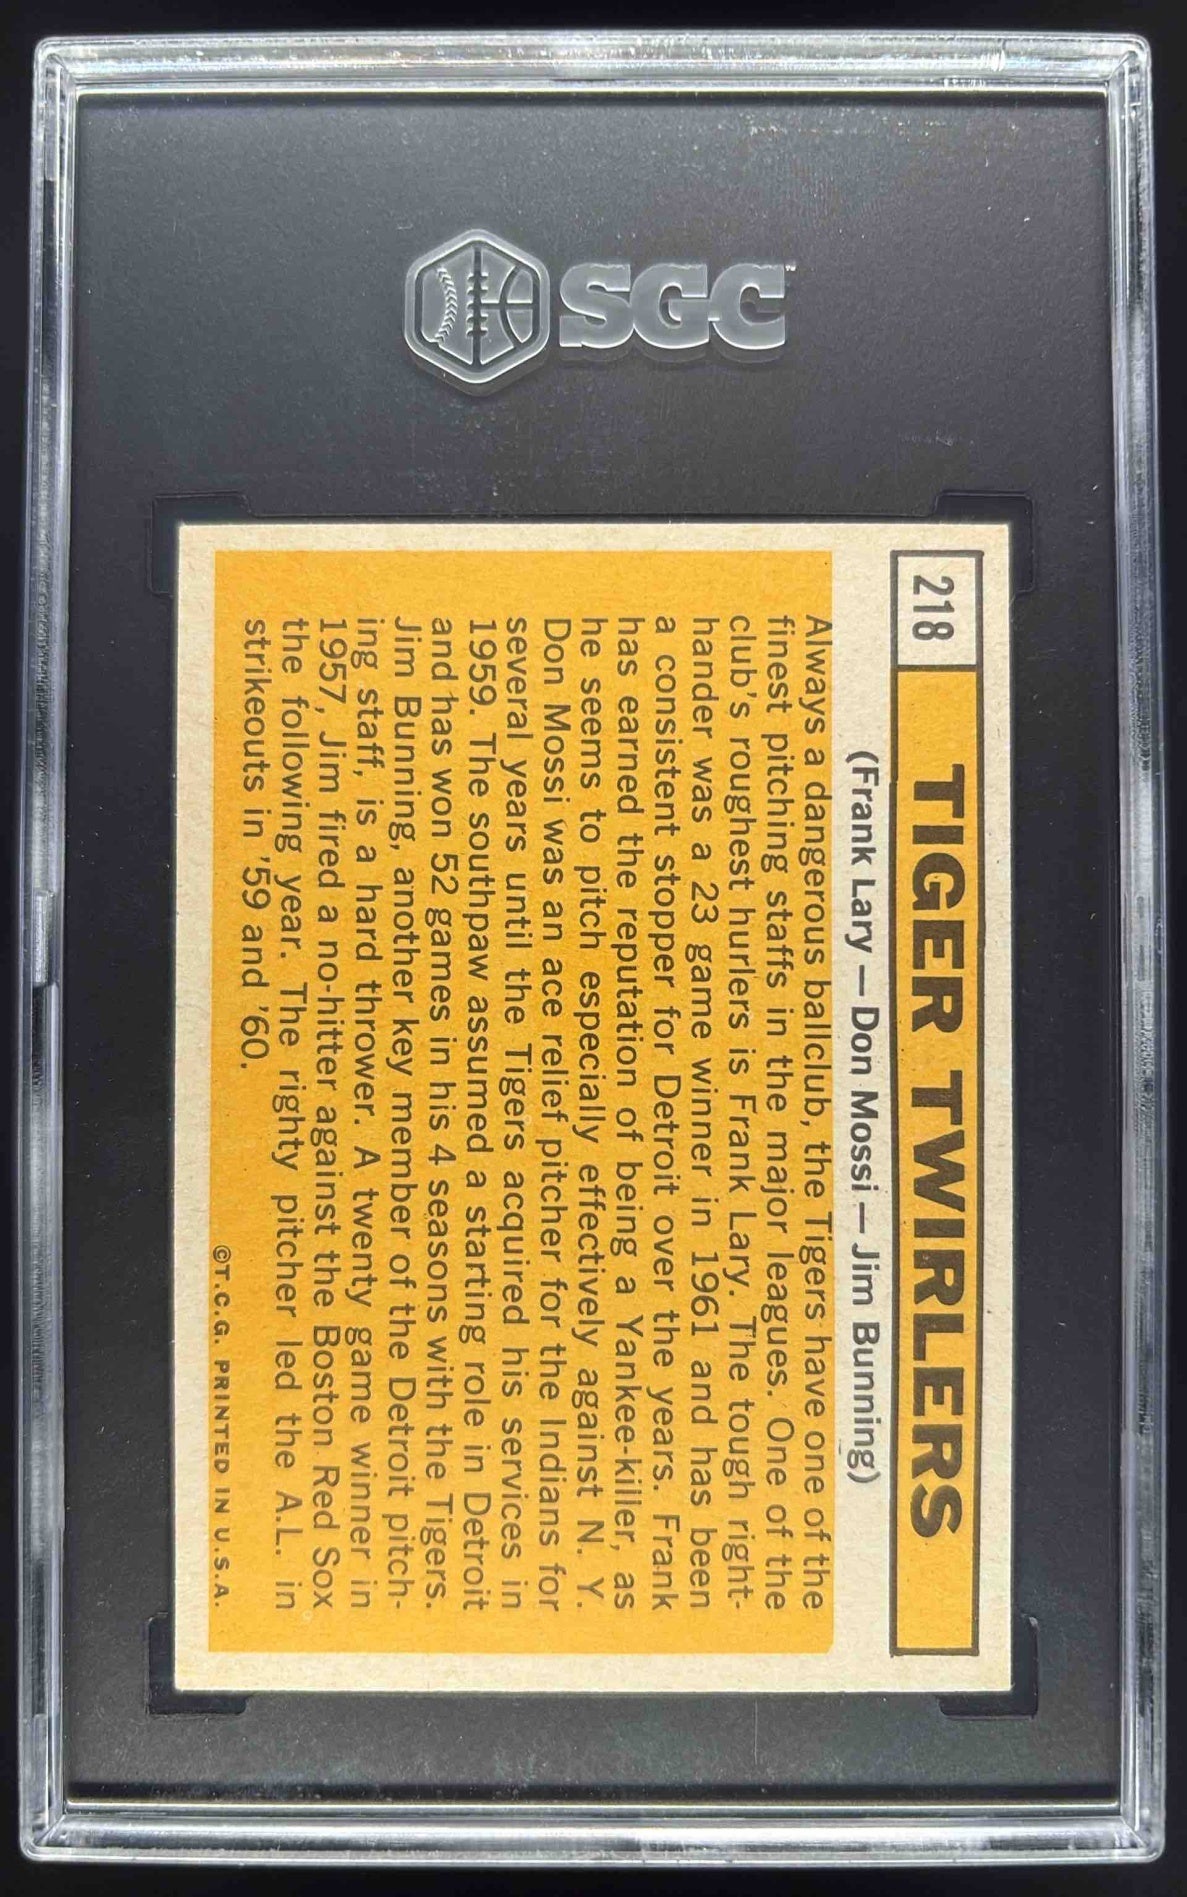 SGC™
218
TIGER TWIRLERS
(Frank Lary — Don Mossi — Jim Bunning)
Always a dangerous ballclub, the Tigers have one of the
finest pitching staffs in the major leagues. One of the
club's roughest hurlers is Frank Lary. The tough right-
hander was a 23 game winner in 1961 and has been
a consistent stopper for Detroit over the years. Frank
has earned the reputation of being a Yankee-killer, as
he seems to pitch especially effectively against N. Y.
Don Mossi was an ace relief pitcher for the Indians for
several years until the Tigers acquired his services in
1959. The southpaw assumed a starting role in Detroit
and has won 52 games in his 4 seasons with the Tigers.
Jim Bunning, another key member of the Detroit pitch-
ing staff, is a hard thrower. A twenty game winner in
1957, Jim fired a no-hitter against the Boston Red Sox
the following year. The righty pitcher led the A.L. in
strikeouts in '59 and '60.
©T.C.G. PRINTED IN U.S.A.